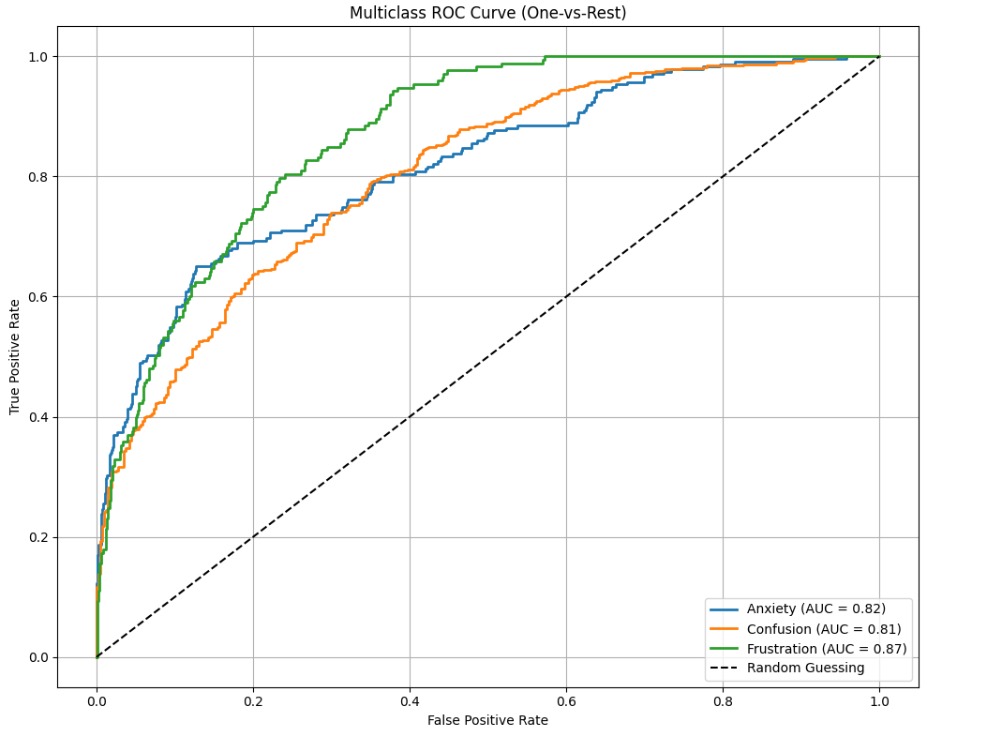 Multiclass ROC Curve (One-vs-Rest)
True Positive Rate
1.0
0.8
0.6
0.4
0.2
0.0
0.0 0.2 0.4 0.6 0.8 1.0
False Positive Rate
Anxiety (AUC = 0.82)
Confusion (AUC = 0.81)
Frustration (AUC = 0.87)
Random Guessing